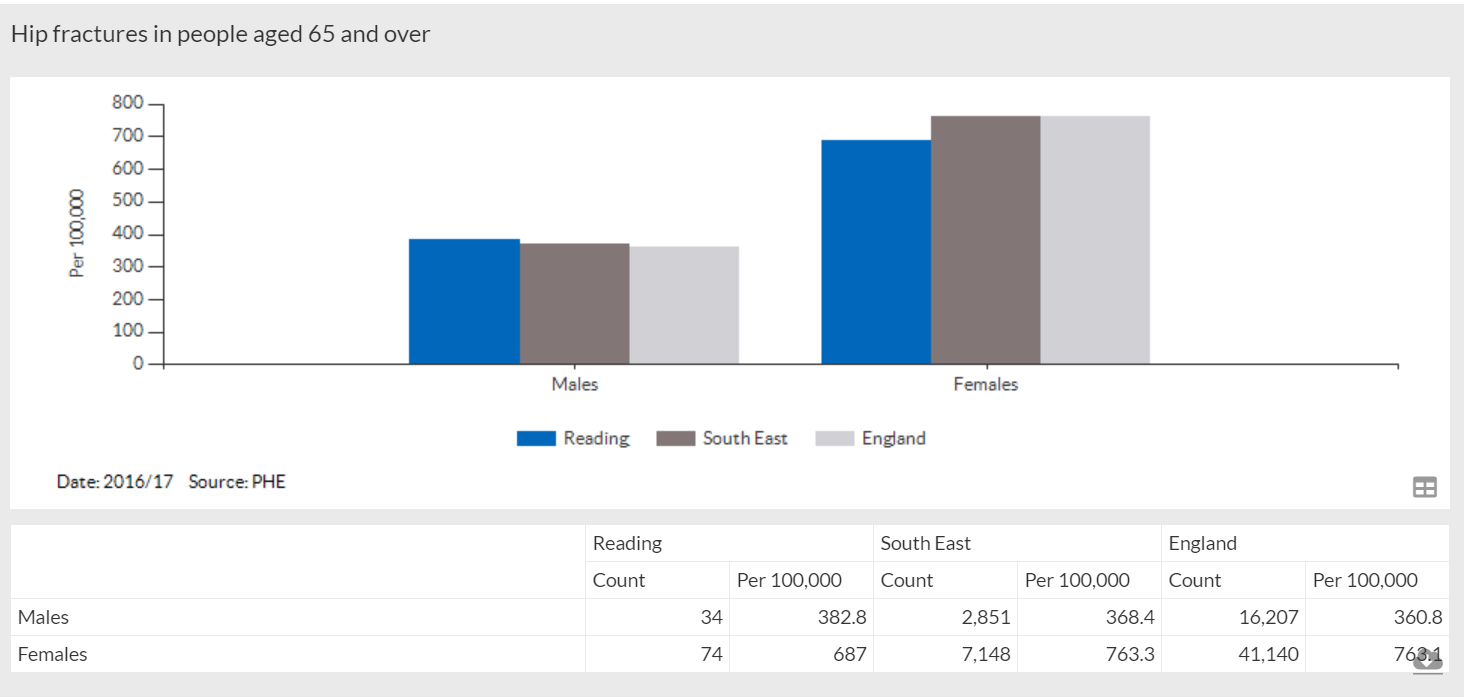 Hip fractures in people aged 65 and over
800
700
600
500
400
300
200
100
0
Per 100,000
Males Females
Reading South East England
Date: 2016/17 Source: PHE
Reading South East England
Count Per 100,000 Count Per 100,000 Count Per 100,000
Males 34 382.8 2,851 368.4 16,207 360.8
Females 74 687 7,148 763.3 41,140 763.1